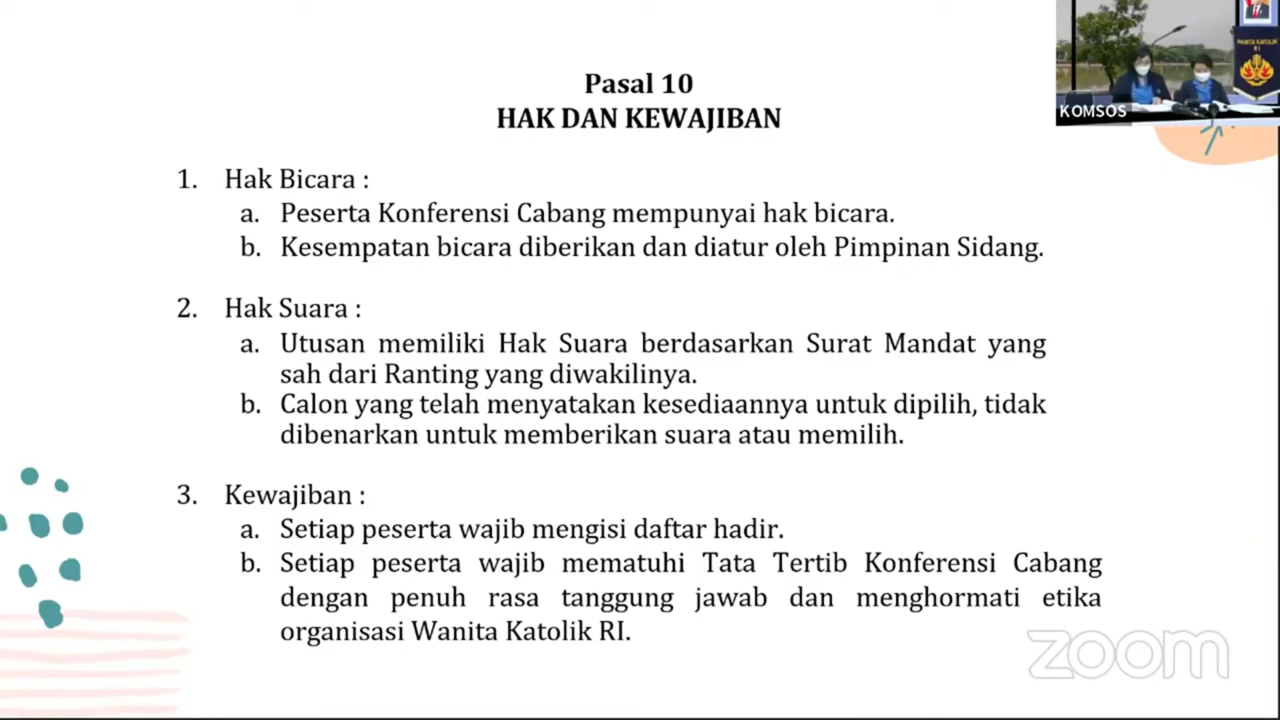 Pasal 10
HAK DAN KEWAJIBAN
WANITA KATOLIK
RI
KOMSOS
1. Hak Bicara :
a. Peserta Konferensi Cabang mempunyai hak bicara.
b. Kesempatan bicara diberikan dan diatur oleh Pimpinan Sidang.
2. Hak Suara :
a. Utusan memiliki Hak Suara berdasarkan Surat Mandat yang
sah dari Ranting yang diwakilinya.
b. Calon yang telah menyatakan kesediaannya untuk dipilih, tidak
dibenarkan untuk memberikan suara atau memilih.
3. Kewajiban :
a. Setiap peserta wajib mengisi daftar hadir.
b. Setiap peserta wajib mematuhi Tata Tertib Konferensi Cabang
dengan penuh rasa tanggung jawab dan menghormati etika
organisasi Wanita Katolik RI.
zoom